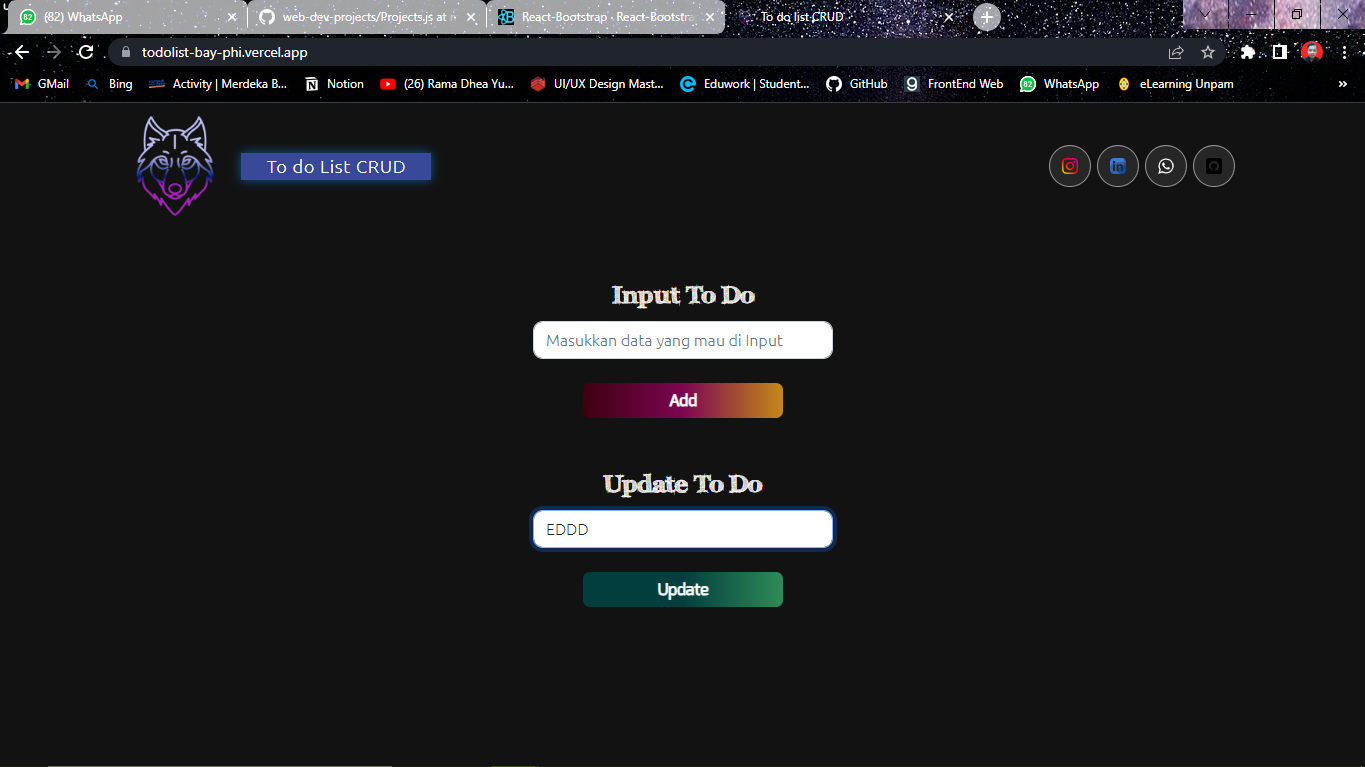 82 (82) WhatsApp
web-dev-projects/Projects.js at
React-Bootstrap · React-Bootstra
To do list CRUD
todolist-bay-phi.vercel.app
GMail
Bing
Activity | Merdeka B...
Notion
(26) Rama Dhea Yu...
UI/UX Design Mast...
Eduwork | Student...
GitHub
FrontEnd Web
82 WhatsApp
eLearning Unpam
»
To do List CRUD
Input To Do
Masukkan data yang mau di Input
Add
Update To Do
EDDD
Update